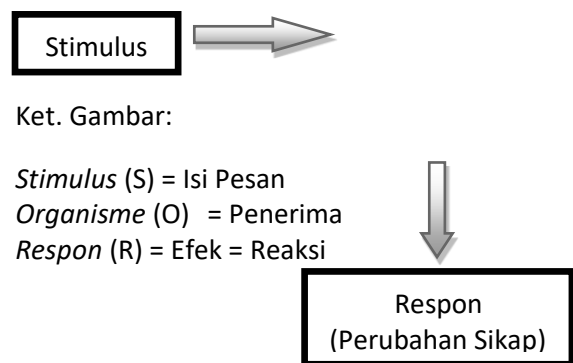 Stimulus
Ket. Gambar:
Stimulus (S) = Isi Pesan
Organisme (O) = Penerima
Respon (R) = Efek = Reaksi
Respon
(Perubahan Sikap)